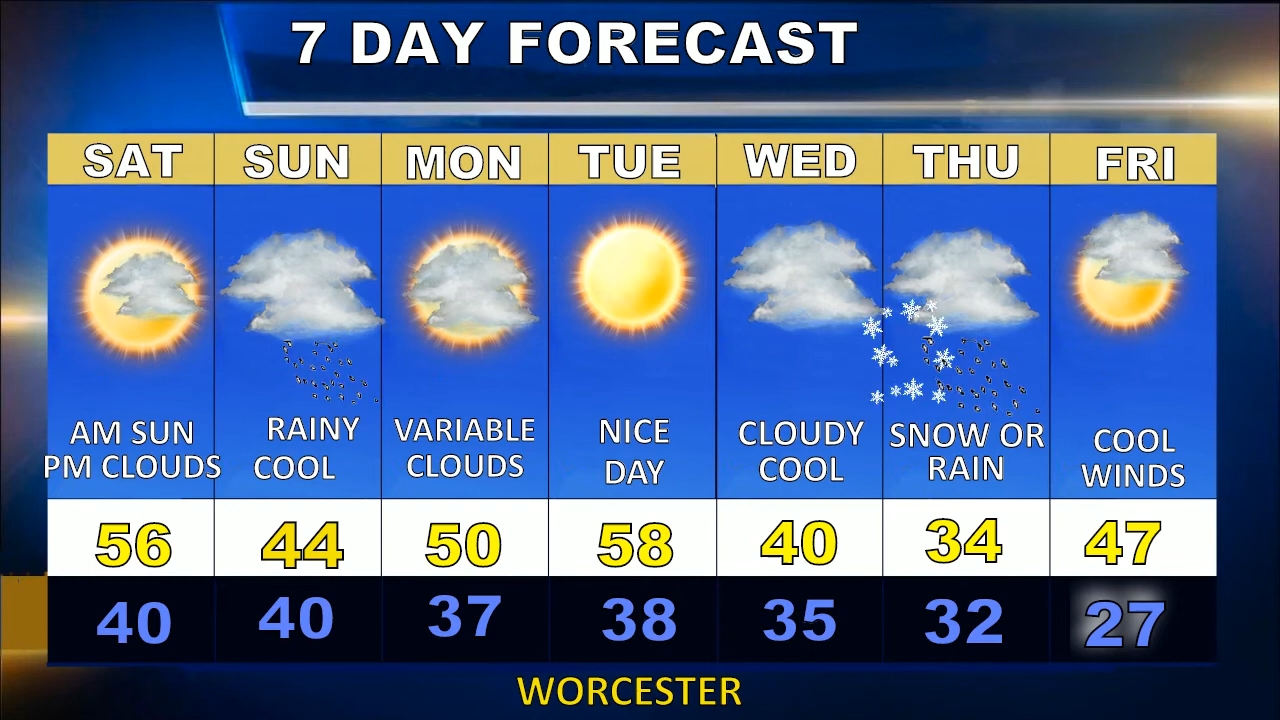 7 DAY FORECAST
SAT SUN MON TUE WED THU FRI
AM SUN
PM CLOUDS
RAINY
COOL
VARIABLE
CLOUDS
NICE
DAY
CLOUDY
COOL
SNOW OR
RAIN
COOL
WINDS
56 44 50 58 40 34 47
40 40 37 38 35 32 27
WORCESTER